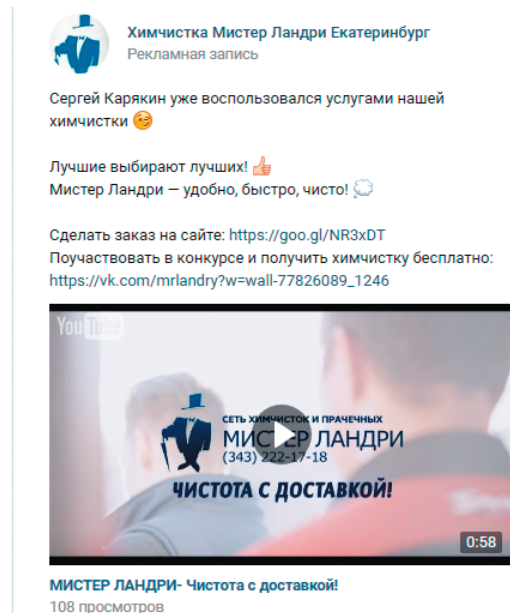 Химчистка Мистер Ландри Екатеринбург
Рекламная запись
Сергей Карякин уже воспользовался услугами нашей
химчистки 😉
Лучшие выбирают лучших! 👍
Мистер Ландри — удобно, быстро, чисто! 💭
Сделать заказ на сайте: https://goo.gl/NR3xDT
Поучаствовать в конкурсе и получить химчистку бесплатно:
https://vk.com/mrlandry?w=wall-77826089_1246
YouTube
СЕТЬ ХИМЧИСТОК И ПРАЧЕЧНЫХ
МИСТЕР ЛАНДРИ
(343) 222-17-18
ЧИСТОТА С ДОСТАВКОЙ!
0:58
МИСТЕР ЛАНДРИ- Чистота с доставкой!
108 просмотров